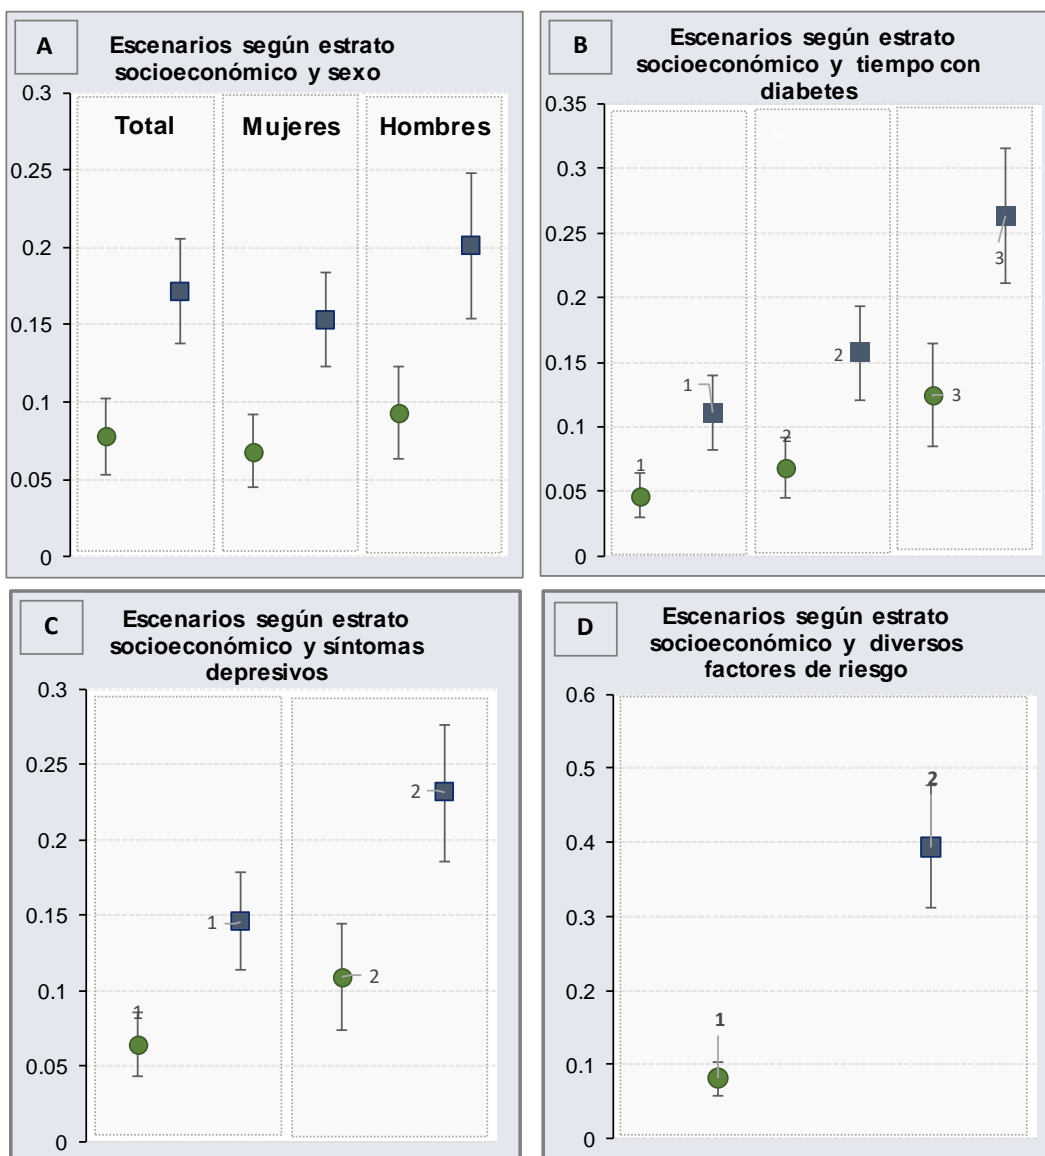 A
Escenarios según estrato
socioeconómico y sexo
0.3
0.25
0.2
0.15
0.1
0.05
0
Total
Mujeres
Hombres
B
Escenarios según estrato
socioeconómico y tiempo con
diabetes
0.35
0.3
0.25
0.2
0.15
0.1
0.05
0
V
1
1
2
2
3
3
C
Escenarios según estrato
socioeconómico y síntomas
depresivos
0.3
0.25
0.2
0.15
0.1
0.05
0
1
1
2
2
D
Escenarios según estrato
socioeconómico y diversos
factores de riesgo
0.6
0.5
0.4
0.3
0.2
0.1
0
1
2